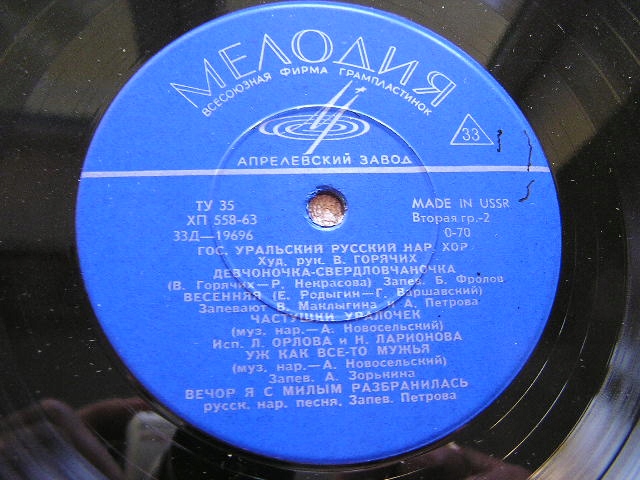 МЕЛОДИЯ
ВСЕСОЮЗНАЯ ФИРМА ГРАМПЛАСТИНОК
33
АПРЕЛЕВСКИЙ ЗАВОД
ТУ 35
ХП 558-63
33Д—19696
MADE IN USSR
Вторая гр.-2
0-70
ГОС. УРАЛЬСКИЙ РУССКИЙ НАР. ХОР
Худ. рук. В. ГОРЯЧИХ
ДЕВЧОНОЧКА-СВЕРДЛОВЧАНОЧКА
(В. Горячих—Р. Некрасова) Запев. Б. Фролов
ВЕСЕННЯЯ (Е. Родыгин—Г. Варшавский)
Запевают В. Маклыгина и А. Петрова
ЧАСТУШКИ УРАЛОЧЕК
(муз. нар.—А. Новосельский)
Исп. Л. ОРЛОВА и Н. ЛАРИОНОВА
УЖ КАК ВСЕ-ТО МУЖЬЯ
(муз. нар.—А. Новосельский)
Запев. А. Зорькина
ВЕЧОР Я С МИЛЫМ РАЗБРАНИЛАСЬ
русск. нар. песня. Запев. Петрова